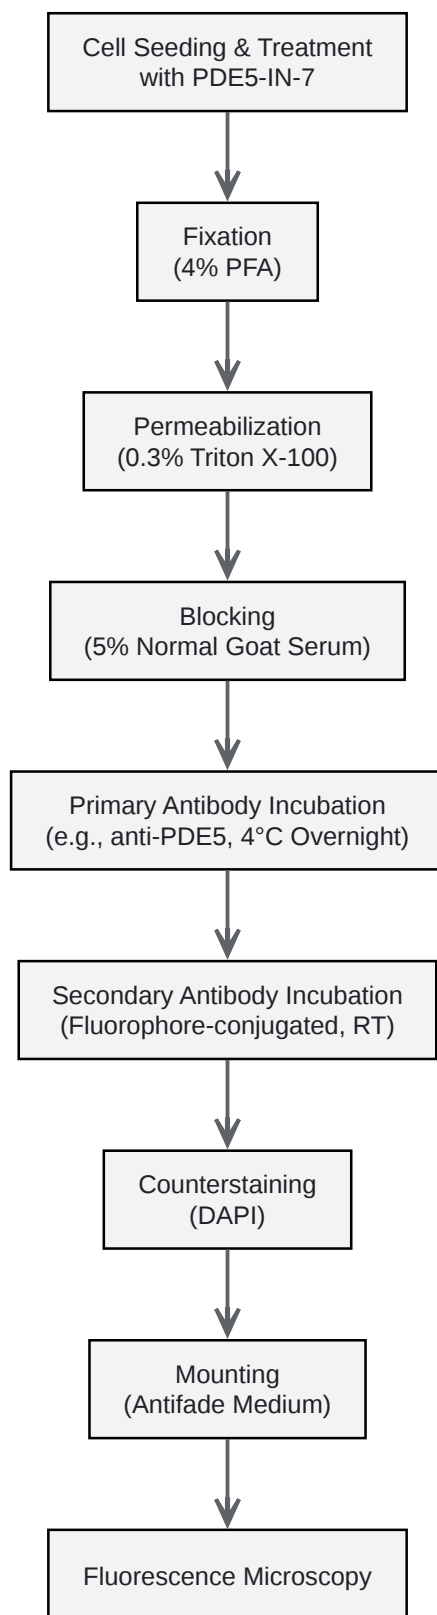 Cell Seeding & Treatment
with PDE5-IN-7
Fixation
(4% PFA)
Permeabilization
(0.3% Triton X-100)
Blocking
(5% Normal Goat Serum)
Primary Antibody Incubation
(e.g., anti-PDE5, 4°C Overnight)
Secondary Antibody Incubation
(Fluorophore-conjugated, RT)
Counterstaining
(DAPI)
Mounting
(Antifade Medium)
Fluorescence Microscopy